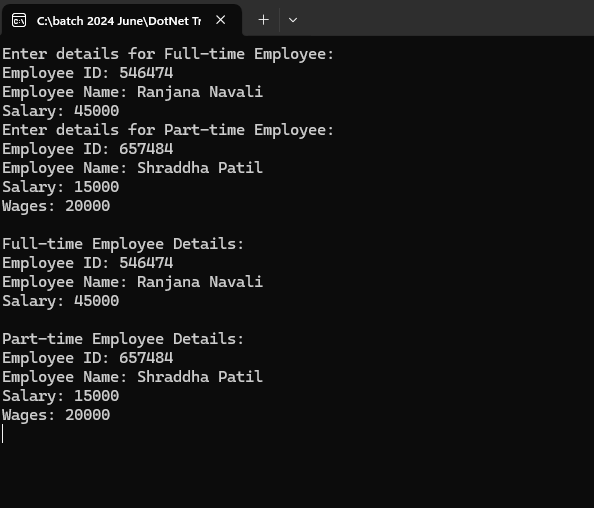 C:\batch 2024 June\DotNet Tr
Enter details for Full-time Employee:
Employee ID: 546474
Employee Name: Ranjana Navali
Salary: 45000
Enter details for Part-time Employee:
Employee ID: 657484
Employee Name: Shraddha Patil
Salary: 15000
Wages: 20000
Full-time Employee Details:
Employee ID: 546474
Employee Name: Ranjana Navali
Salary: 45000
Part-time Employee Details:
Employee ID: 657484
Employee Name: Shraddha Patil
Salary: 15000
Wages: 20000